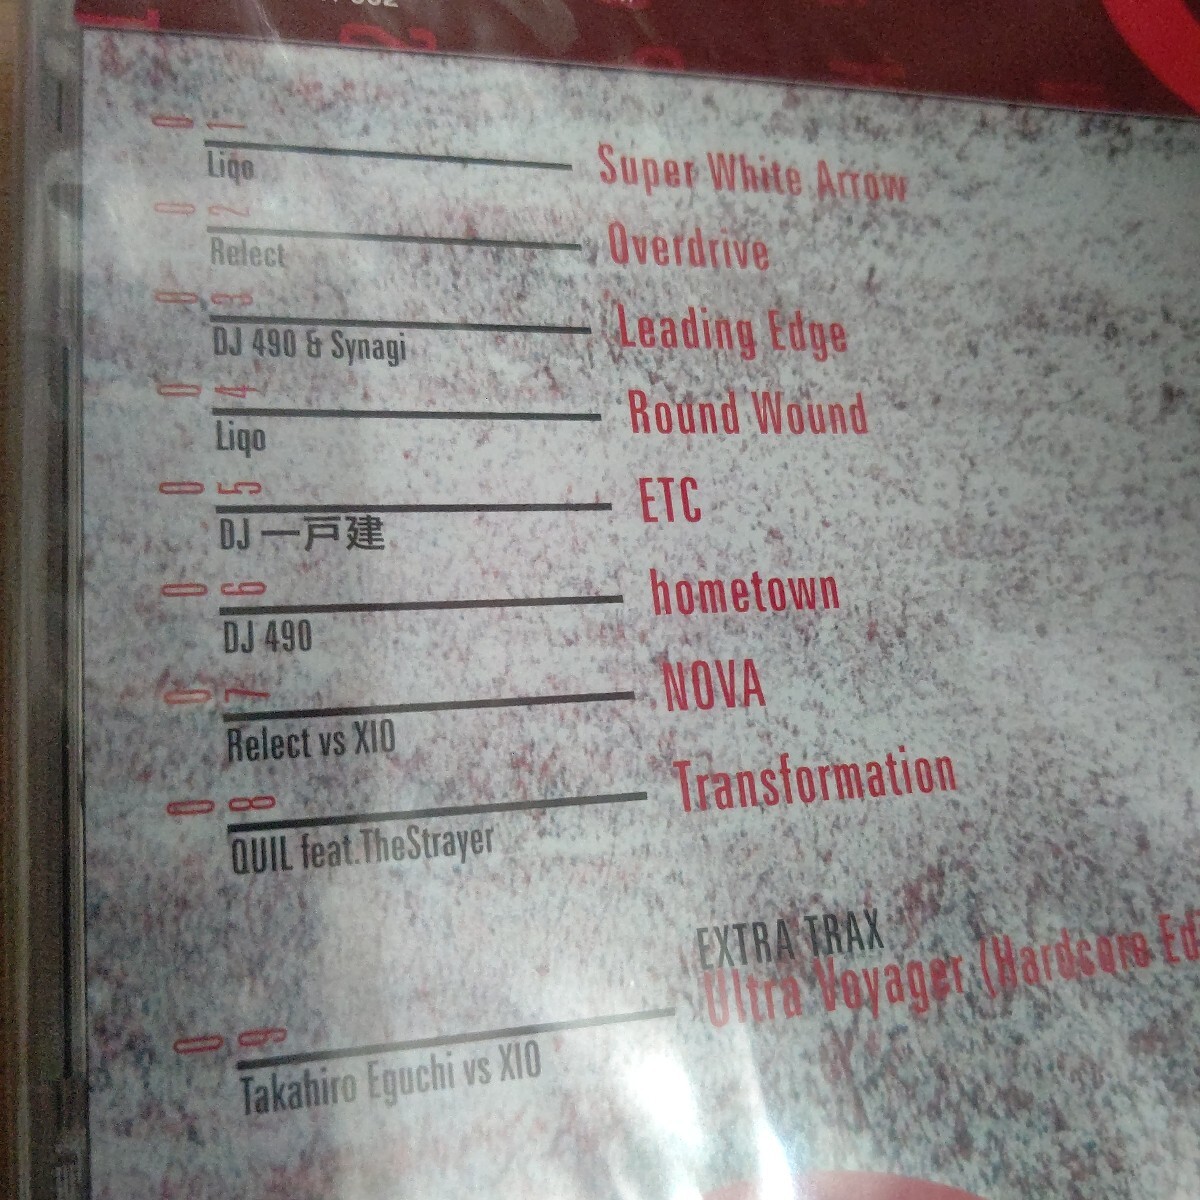 01
Super White Arrow
Liqo
02
Overdrive
Relect
03
Leading Edge
DJ 490 & Synagi
04
Round Wound
Liqo
05
ETC
DJ 一戸建
06
hometown
DJ 490
07
NOVA
Relect vs XIO
08
Transformation
QUIL feat.TheStrayer
EXTRA TRAX
09
Ultra Voyager (Hardcore Ed
Takahiro Eguchi vs XIO